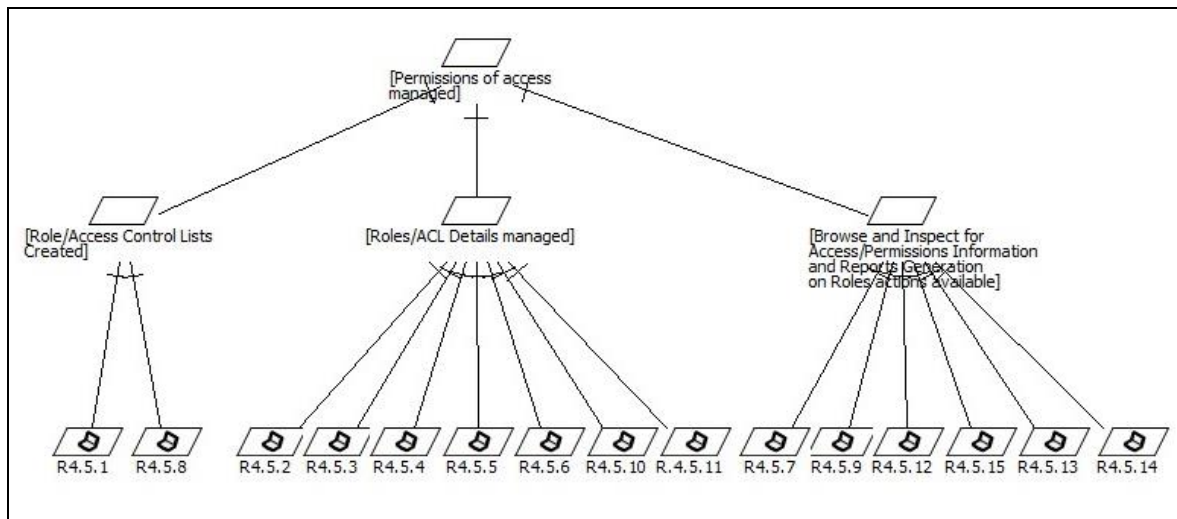 [Permissions of access
managed]
[Role/Access Control Lists
Created]
[Roles/ACL Details managed]
[Browse and Inspect for
Access/Permissions Information
and Reports Generation
on Roles actions available]
R4.5.1
R4.5.8
R4.5.2
R4.5.3
R4.5.4
R4.5.5
R4.5.6
R4.5.10
R.4.5.11
R4.5.7
R4.5.9
R4.5.12
R4.5.15
R4.5.13
R4.5.14